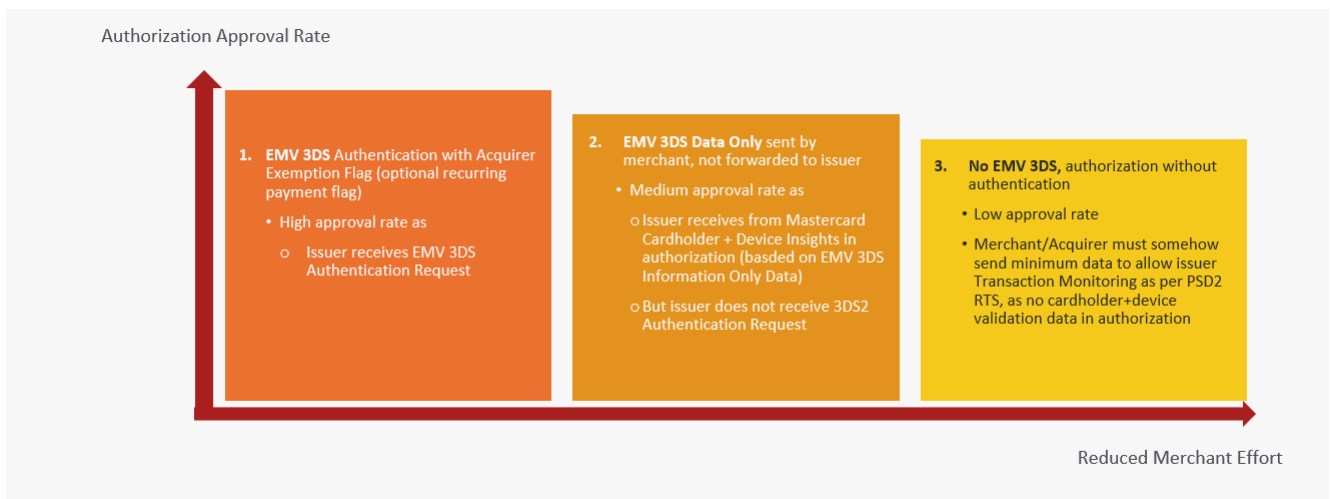 Authorization Approval Rate
1. EMV 3DS Authentication with Acquirer
Exemption Flag (optional recurring
payment flag)
• High approval rate as
o Issuer receives EMV 3DS
Authentication Request
2. EMV 3DS Data Only sent by
merchant, not forwarded to issuer
• Medium approval rate as
o Issuer receives from Mastercard
Cardholder + Device Insights in
authorization (basded on EMV 3DS
Information Only Data)
o But issuer does not receive 3DS2
Authentication Request
3. No EMV 3DS, authorization without
authentication
• Low approval rate
• Merchant/Acquirer must somehow
send minimum data to allow issuer
Transaction Monitoring as per PSD2
RTS, as no cardholder+device
validation data in authorization
Reduced Merchant Effort